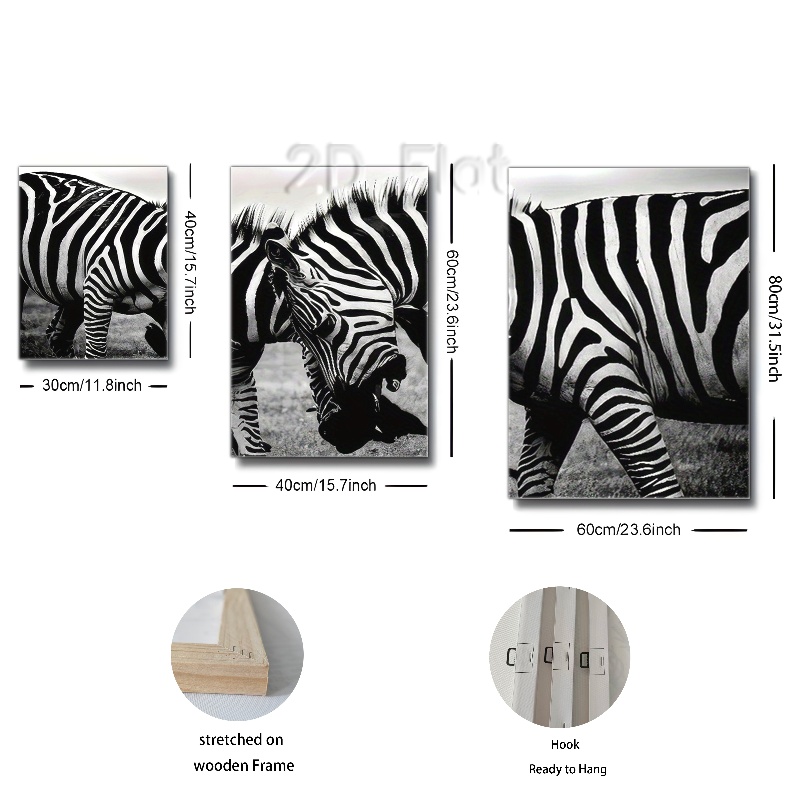 2D Flat
40cm/15.7inch
30cm/11.8inch
60cm/23.6inch
40cm/15.7inch
80cm/31.5inch
60cm/23.6inch
stretched on
wooden Frame
Hook
Ready to Hang